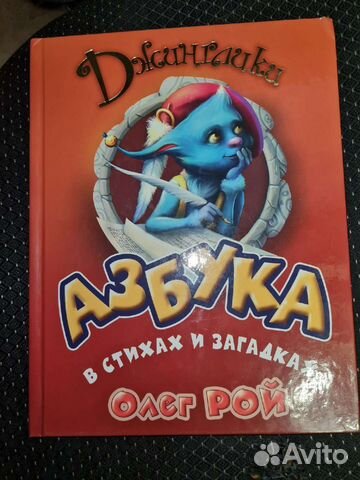 Джинглики
АЗБУКА
В СТИХАХ И ЗАГАДКАХ
Олег РОЙ
Avito